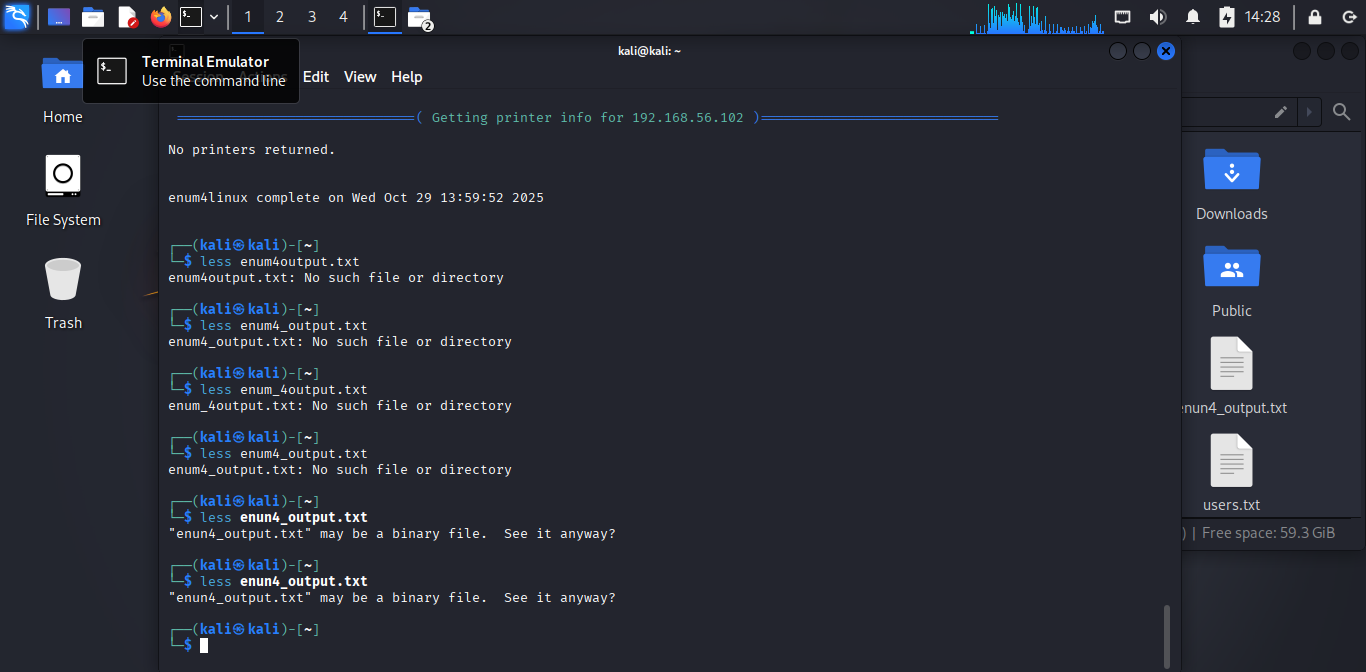 1 2 3 4
2
14:28
Terminal Emulator
Use the command line
kali@kali: ~
Session Actions Edit View Help
Home
File System
Trash
( Getting printer info for 192.168.56.102 )
No printers returned.
enum4linux complete on Wed Oct 29 13:59:52 2025
(kali㉿kali)-[~]
$ less enum4output.txt
enum4output.txt: No such file or directory
(kali㉿kali)-[~]
$ less enum4_output.txt
enum4_output.txt: No such file or directory
(kali㉿kali)-[~]
$ less enum_4output.txt
enum_4output.txt: No such file or directory
(kali㉿kali)-[~]
$ less enum4_output.txt
enum4_output.txt: No such file or directory
(kali㉿kali)-[~]
$ less enun4_output.txt
"enun4_output.txt" may be a binary file.  See it anyway?
(kali㉿kali)-[~]
$ less enun4_output.txt
"enun4_output.txt" may be a binary file.  See it anyway?
(kali㉿kali)-[~]
$
Downloads
Public
enun4_output.txt
users.txt
) | Free space: 59.3 GiB